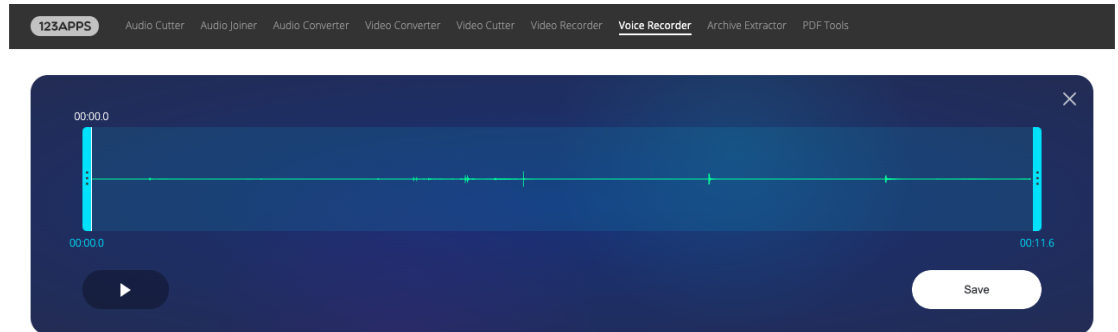 123APPS Audio Cutter Audio Joiner Audio Converter Video Converter Video Cutter Video Recorder Voice Recorder Archive Extractor PDF Tools
00:00.0
00:00.0 00:11.6
Save